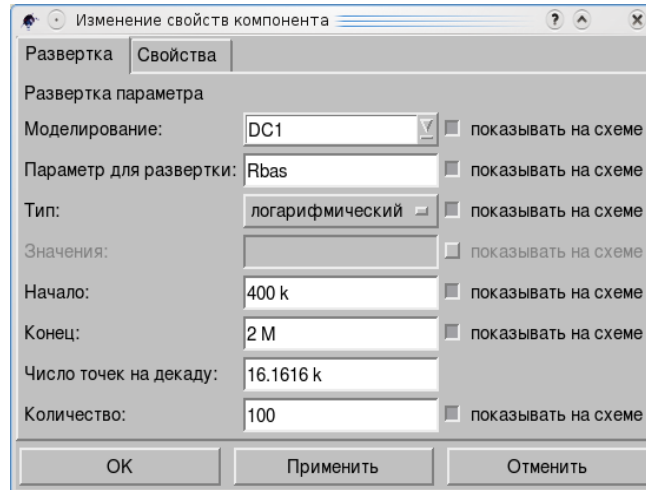 Изменение свойств компонента
Развертка Свойства
Развертка параметра
Моделирование: DC1 показывать на схеме
Параметр для развертки: Rbas показывать на схеме
Тип: логарифмический показывать на схеме
Значения: показывать на схеме
Начало: 400 k показывать на схеме
Конец: 2 M показывать на схеме
Число точек на декаду: 16.1616 k
Количество: 100 показывать на схеме
OK Применить Отменить